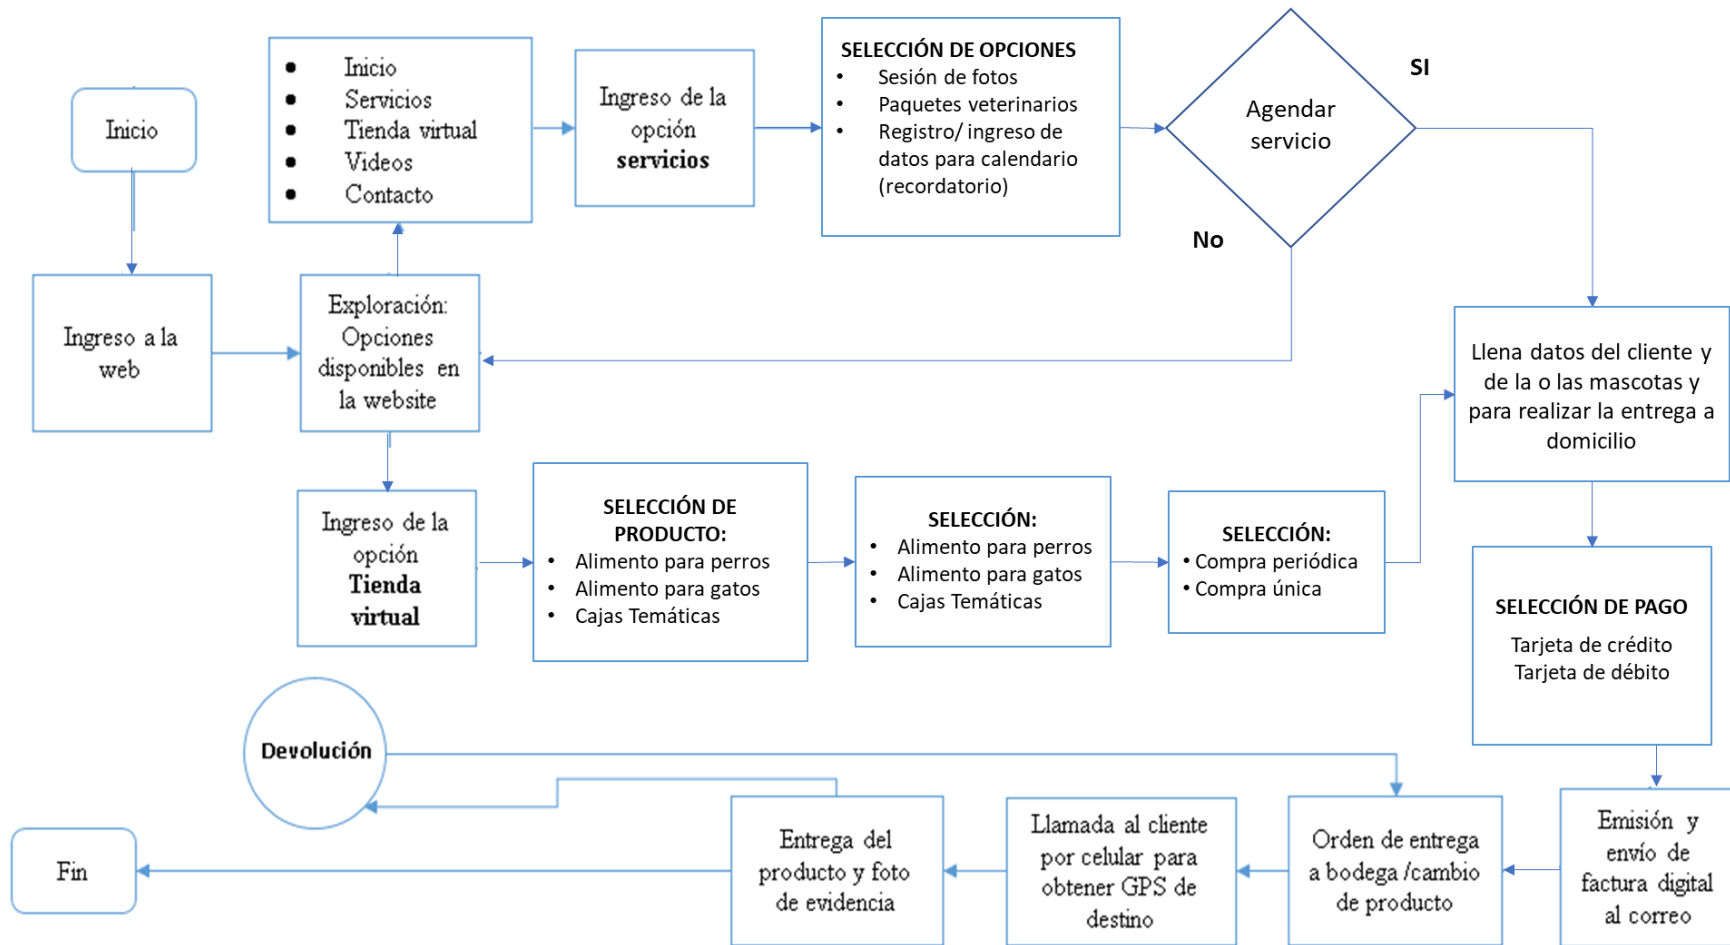 Inicio
Ingreso a la
web
Exploración:
Opciones
disponibles en
la website
• Inicio
• Servicios
• Tienda virtual
• Videos
• Contacto
Ingreso de la
opción
servicios
SELECCIÓN DE OPCIONES
• Sesión de fotos
• Paquetes veterinarios
• Registro/ ingreso de
datos para calendario
(recordatorio)
Agendar
servicio
SI
No
Ingreso de la
opción
Tienda
virtual
SELECCIÓN DE
PRODUCTO:
• Alimento para perros
• Alimento para gatos
• Cajas Temáticas
SELECCIÓN:
• Alimento para perros
• Alimento para gatos
• Cajas Temáticas
SELECCIÓN:
• Compra periódica
• Compra única
Llena datos del cliente y
de la o las mascotas y
para realizar la entrega a
domicilio
SELECCIÓN DE PAGO
Tarjeta de crédito
Tarjeta de débito
Emisión y
envío de
factura digital
al correo
Orden de entrega
a bodega /cambio
de producto
Llamada al cliente
por celular para
obtener GPS de
destino
Entrega del
producto y foto
de evidencia
Devolución
Fin